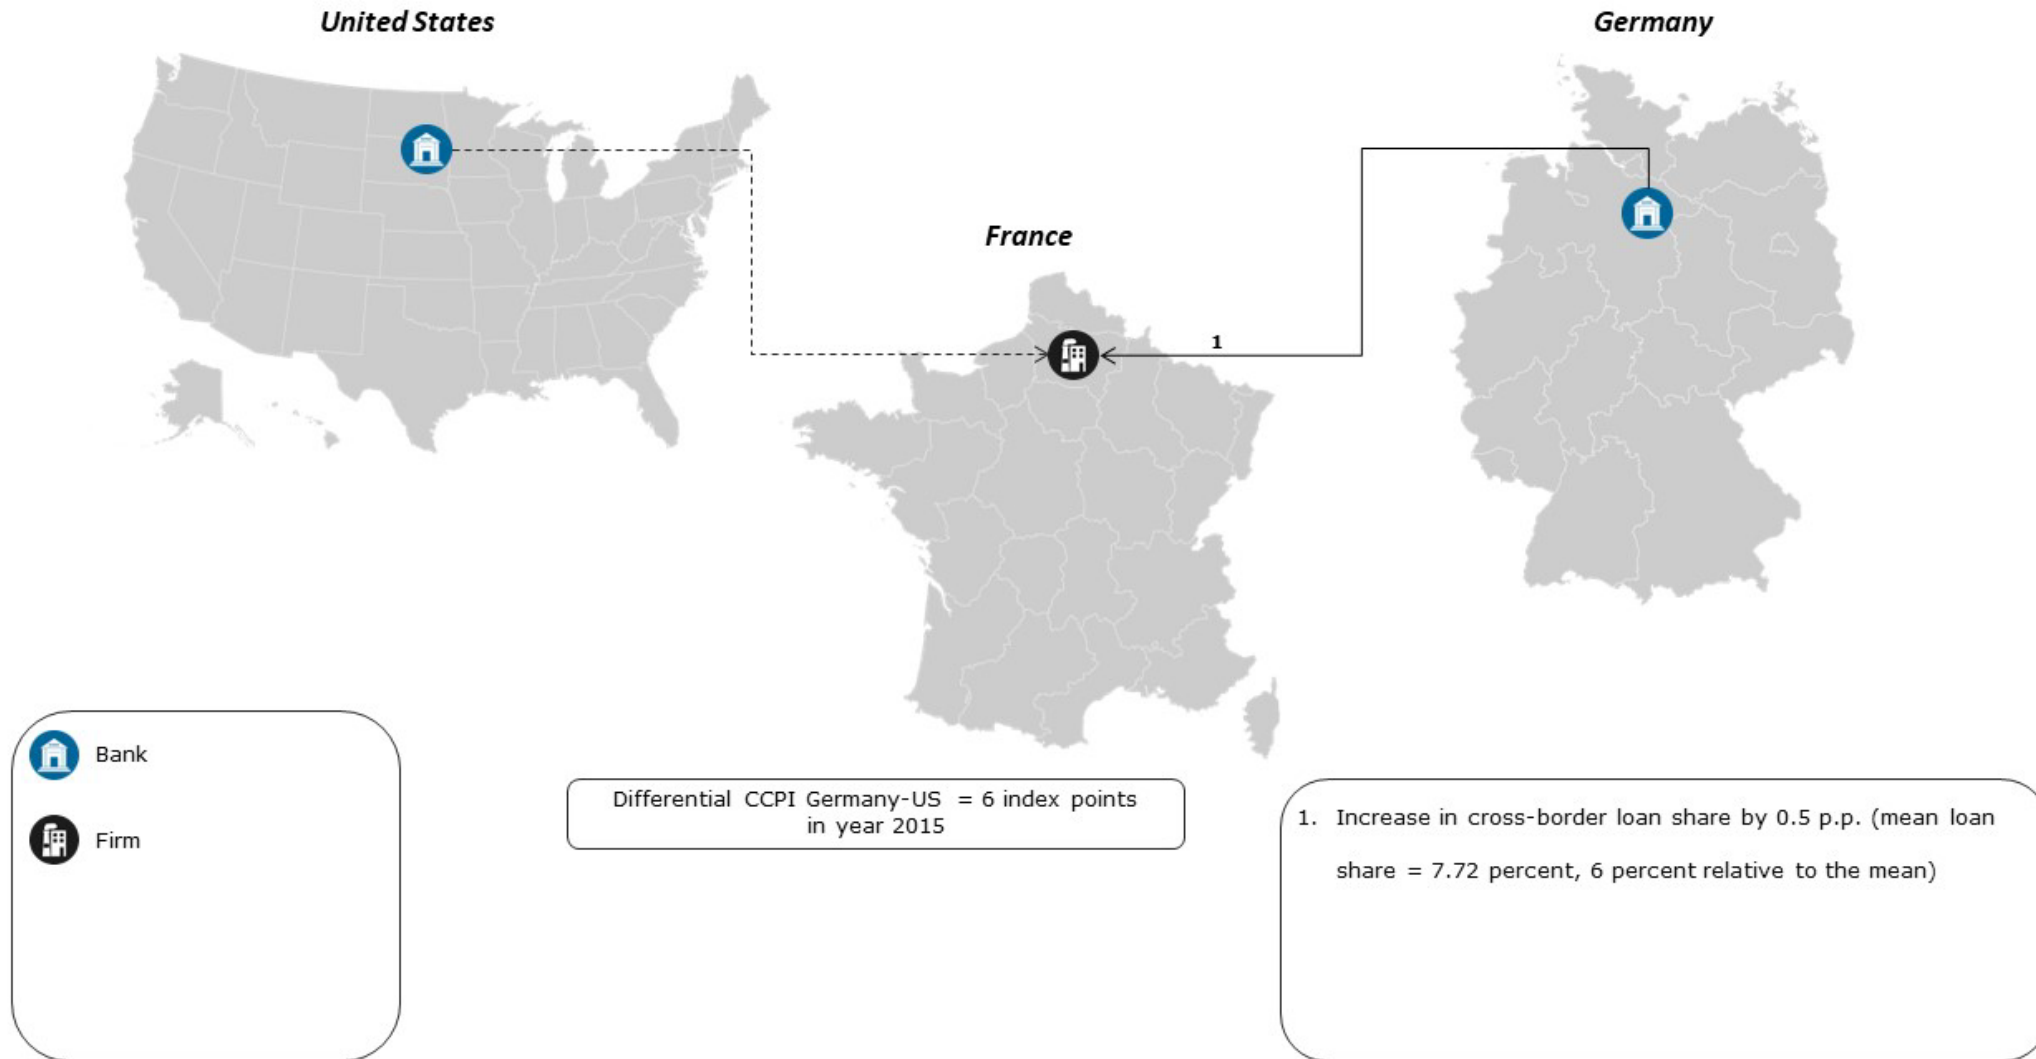 United States
Germany
France
1
Bank
Firm
Differential CCPI Germany-US = 6 index points
in year 2015
1. Increase in cross-border loan share by 0.5 p.p. (mean loan
share = 7.72 percent, 6 percent relative to the mean)